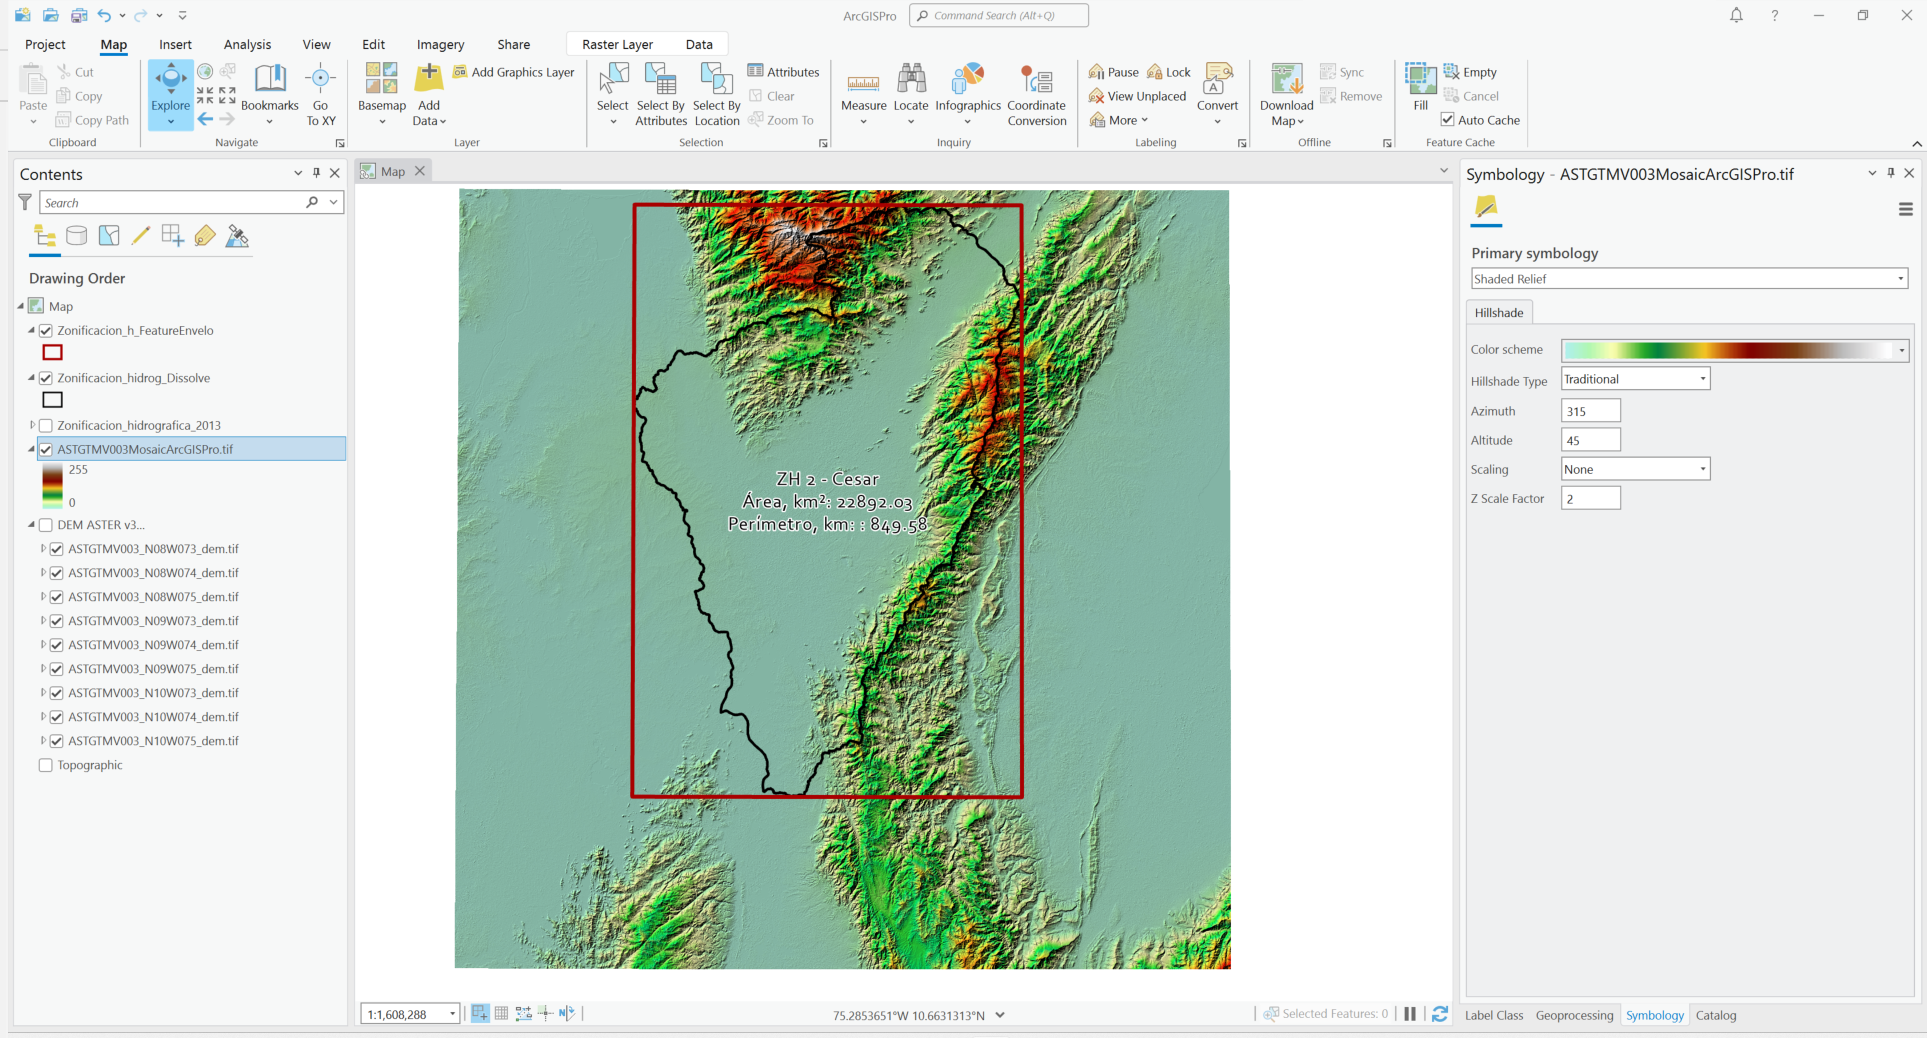 ArcGISPro
Command Search (Alt+Q)
Project
Map
Insert
Analysis
View
Edit
Imagery
Share
Raster Layer
Data
Paste
Cut
Copy
Copy Path
Clipboard
Explore
Bookmarks
Go
To XY
Navigate
Basemap
Add
Data
Add Graphics Layer
Layer
Select
Select By
Attributes
Select By
Location
Attributes
Clear
Zoom To
Selection
Measure
Locate
Infographics
Coordinate
Conversion
Inquiry
Pause
Lock
View Unplaced
More
Convert
Labeling
Download
Map
Sync
Remove
Offline
Fill
Empty
Cancel
Auto Cache
Feature Cache
Contents
Search
Drawing Order
Map
Zonificacion_h_FeatureEnvelo
Zonificacion_hidrog_Dissolve
Zonificacion_hidrografica_2013
ASTGTMV003MosaicArcGISPro.tif
255
0
DEM ASTER v3...
ASTGTMV003_N08W073_dem.tif
ASTGTMV003_N08W074_dem.tif
ASTGTMV003_N08W075_dem.tif
ASTGTMV003_N09W073_dem.tif
ASTGTMV003_N09W074_dem.tif
ASTGTMV003_N09W075_dem.tif
ASTGTMV003_N10W073_dem.tif
ASTGTMV003_N10W074_dem.tif
ASTGTMV003_N10W075_dem.tif
Topographic
Map
ZH 2 - Cesar
Área, km²: 22892.03
Perímetro, km: : 849.58
1:1,608,288
N
75.2853651°W 10.6631313°N
Selected Features: 0
Symbology - ASTGTMV003MosaicArcGISPro.tif
Primary symbology
Shaded Relief
Hillshade
Color scheme
Hillshade Type Traditional
Azimuth 315
Altitude 45
Scaling None
Z Scale Factor 2
Label Class
Geoprocessing
Symbology
Catalog